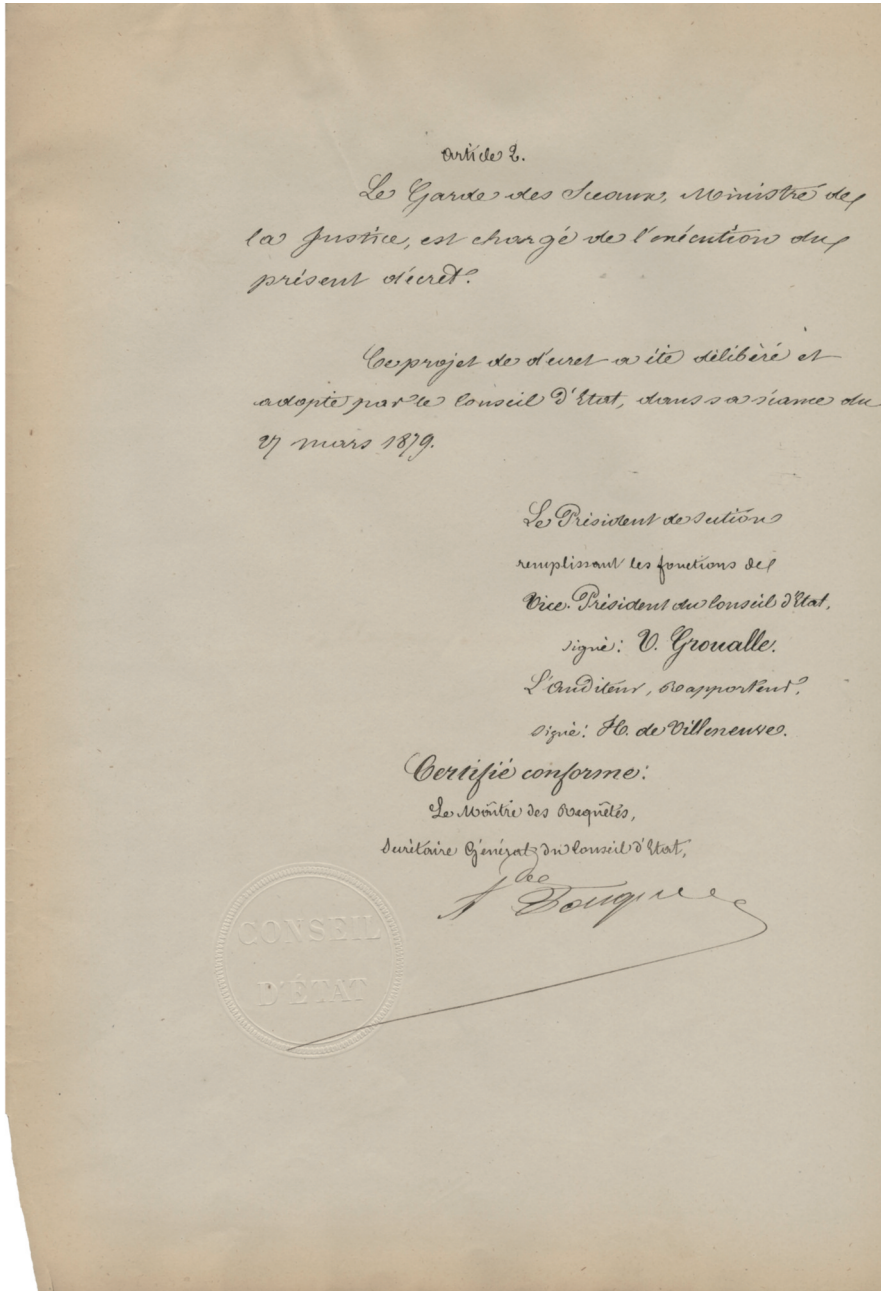 article 2.
Le Garde des Sceaux, Ministre de
la Justice, est chargé de l'exécution du
présent décret.
Ce projet de décret a été délibéré et
adopté par le Conseil d'Etat, dans sa séance du
27 mars 1879.
Le Président de Section
remplissant les fonctions de
Vice-Président du Conseil d'Etat,
signé: V. Groualle.
L'Auditeur, Rapporteur,
signé: H. de Villeneuve.
Certifié conforme:
Le Maître des Requêtes,
Secrétaire Général du Conseil d'Etat,
CONSEIL
D'ÉTAT